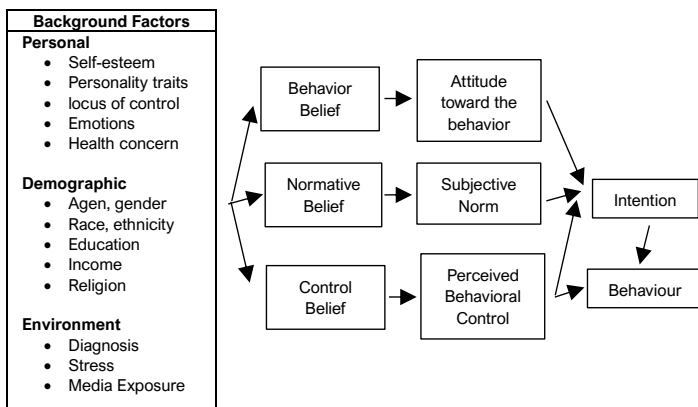 Background Factors
Personal
• Self-esteem
• Personality traits
• locus of control
• Emotions
• Health concern
Demographic
• Agen, gender
• Race, ethnicity
• Education
• Income
• Religion
Environment
• Diagnosis
• Stress
• Media Exposure
Behavior
Belief
Attitude
toward the
behavior
Normative
Belief
Subjective
Norm
Control
Belief
Perceived
Behavioral
Control
Intention
Behaviour